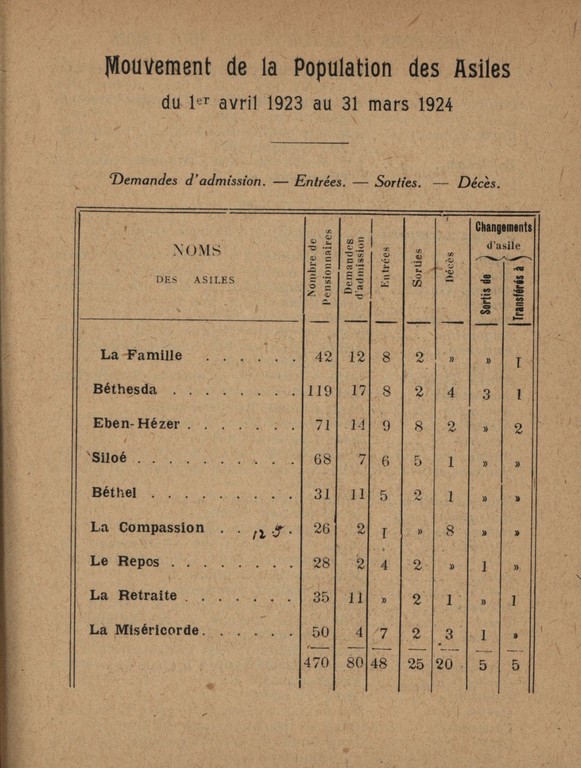 Mouvement de la Population des Asiles
du 1er avril 1923 au 31 mars 1924
Demandes d'admission. — Entrées. — Sorties. — Décès.
NOMS DES ASILES | Nombre de Pensionnaires | Demandes d'admission | Entrées | Sorties | Décès | Changements d'asile | Sortis de | Transférés à
La Famille . . . . . . 42 12 8 2 » » 1
Béthesda . . . . . . . . 119 17 8 2 4 3 1
Eben-Hézer . . . . . . . 71 14 9 8 2 » 2
Siloé . . . . . . . . . . 68 7 6 5 1 » »
Béthel . . . . . . . . . 31 11 5 2 1 » »
La Compassion . . 125 . 26 2 1 » 8 » »
Le Repos . . . . . . . . 28 2 4 2 » 1 »
La Retraite . . . . . . . 35 11 » 2 1 » 1
La Miséricorde . . . . . . 50 4 7 2 3 1 »
470 80 48 25 20 5 5